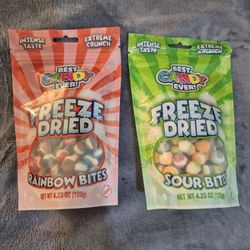 INTENSE TASTE
EXTREME CRUNCH
BEST
CANDY
EVER!
FREEZE
DRIED
RAINBOW BITES
NET WT 4.23 OZ (120g)
INTENSE TASTE
EXTREME CRUNCH
BEST
CANDY
EVER!
FREEZE
DRIED
SOUR BITES
NET WT 4.23 OZ (120g)